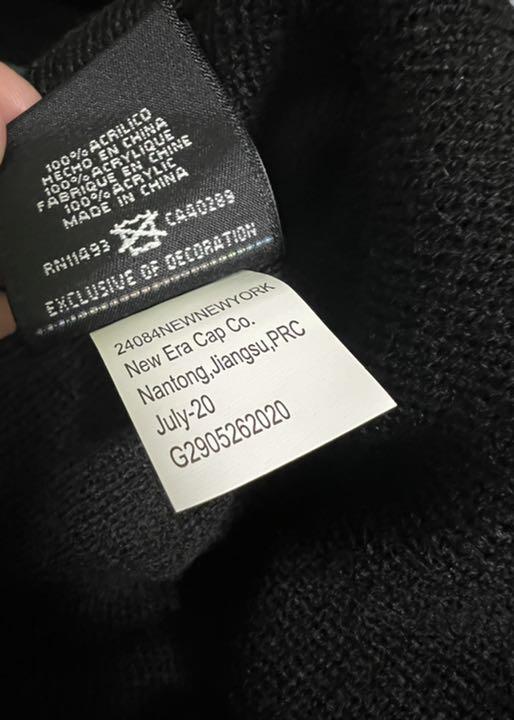 100% ACRILICO
HECHO EN CHINA
100% ACRYLIQUE
FABRIQUE EN CHINE
100% ACRYLIC
MADE IN CHINA
RN11493 CA40289
EXCLUSIVE OF DECORATION
24084NEWNEWYORK
New Era Cap Co.
Nantong,Jiangsu,PRC
July-20
G2905262020